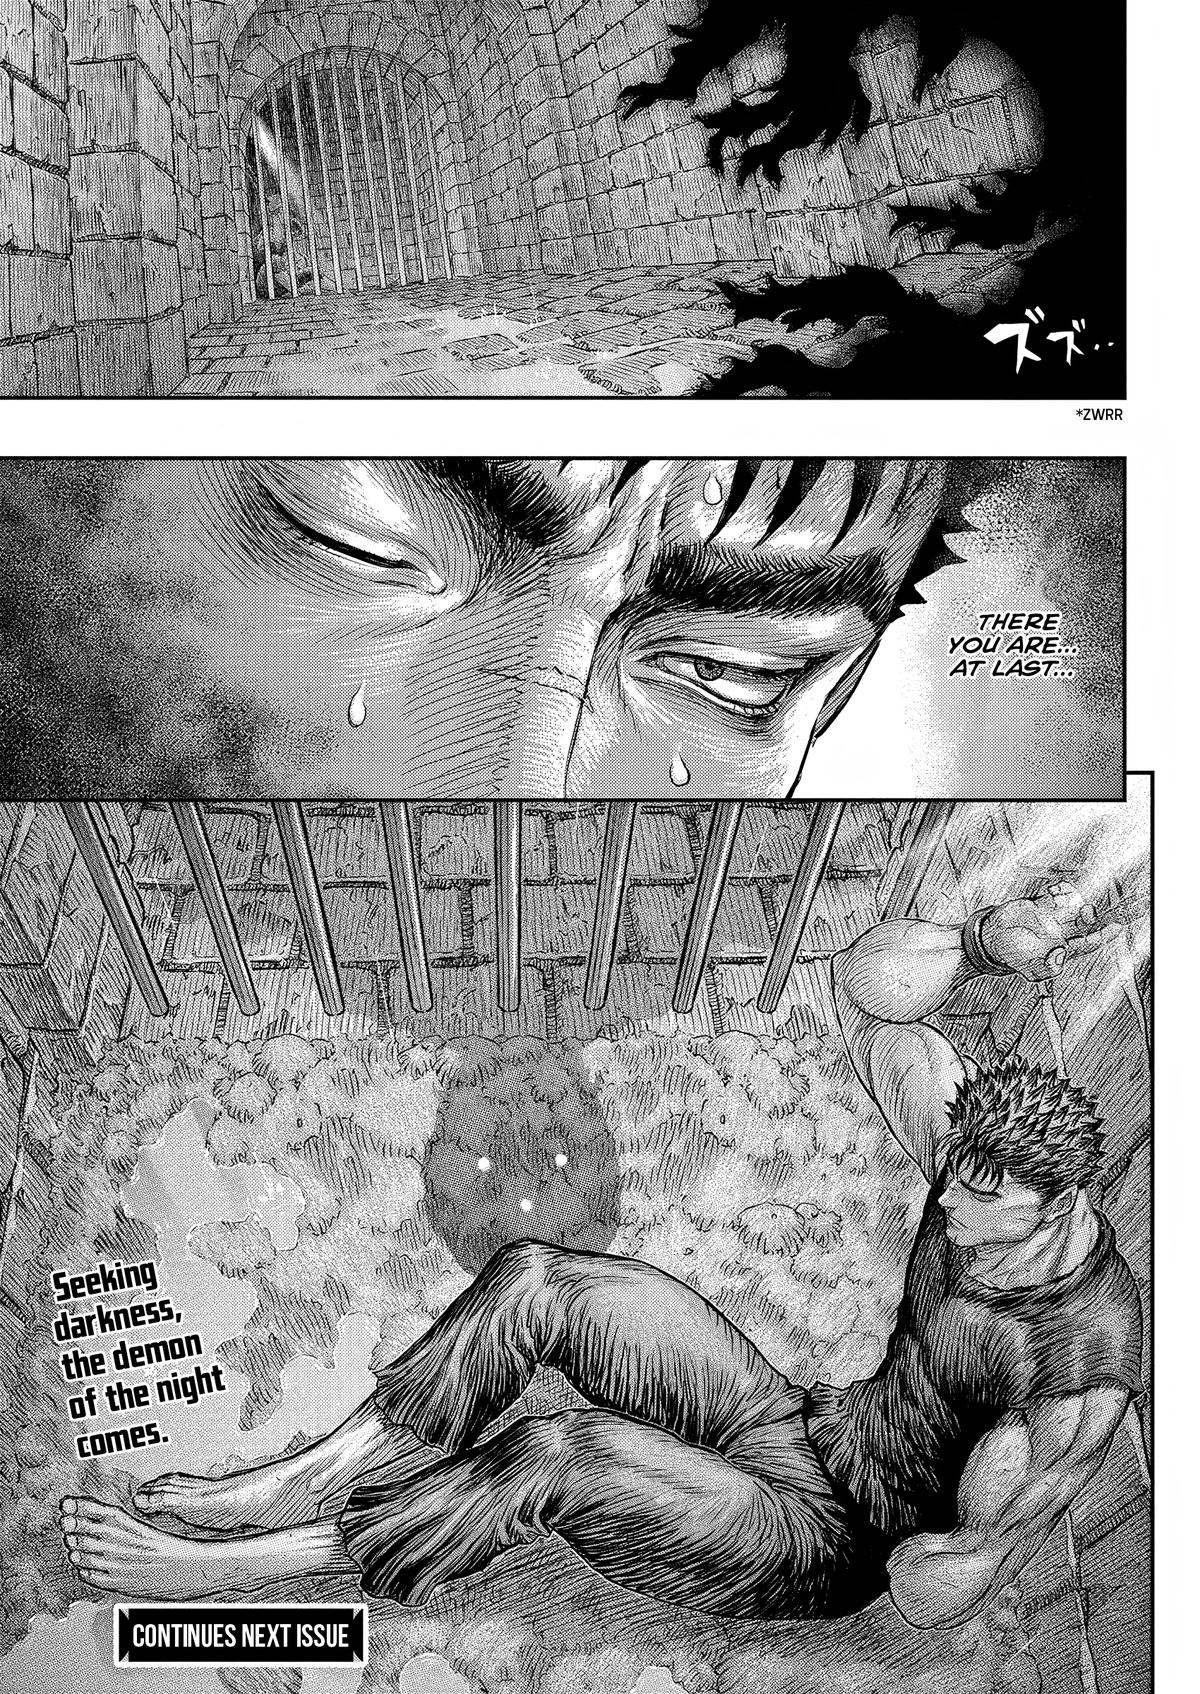 ズズ・・
*ZWRR
THERE
YOU ARE...
AT LAST...
Seeking
darkness,
the demon
of the night
comes.
CONTINUES NEXT ISSUE